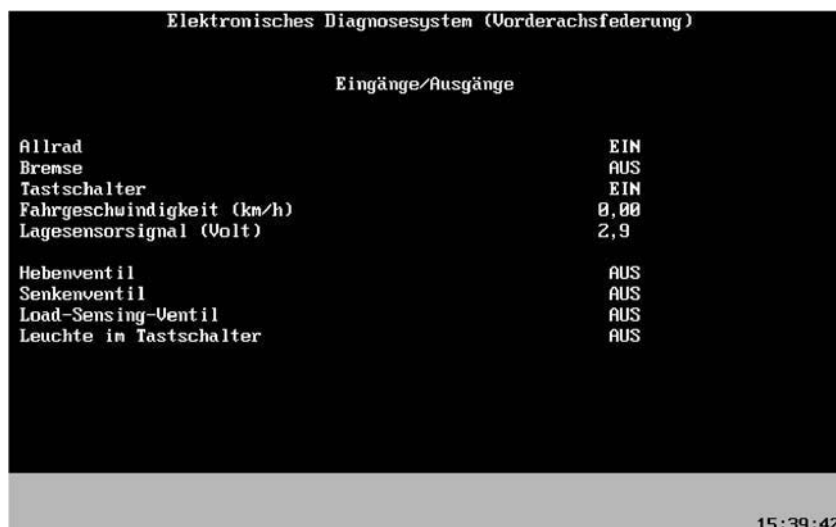 Elektronisches Diagnosesystem (Vorderachsfederung)
Eingänge/Ausgänge
Allrad EIN
Bremse AUS
Tastschalter EIN
Fahrgeschwindigkeit (km/h) 0,00
Lagesensorsignal (Volt) 2,9
Hebenventil AUS
Senkenventil AUS
Load-Sensing-Ventil AUS
Leuchte im Tastschalter AUS
15:39:42